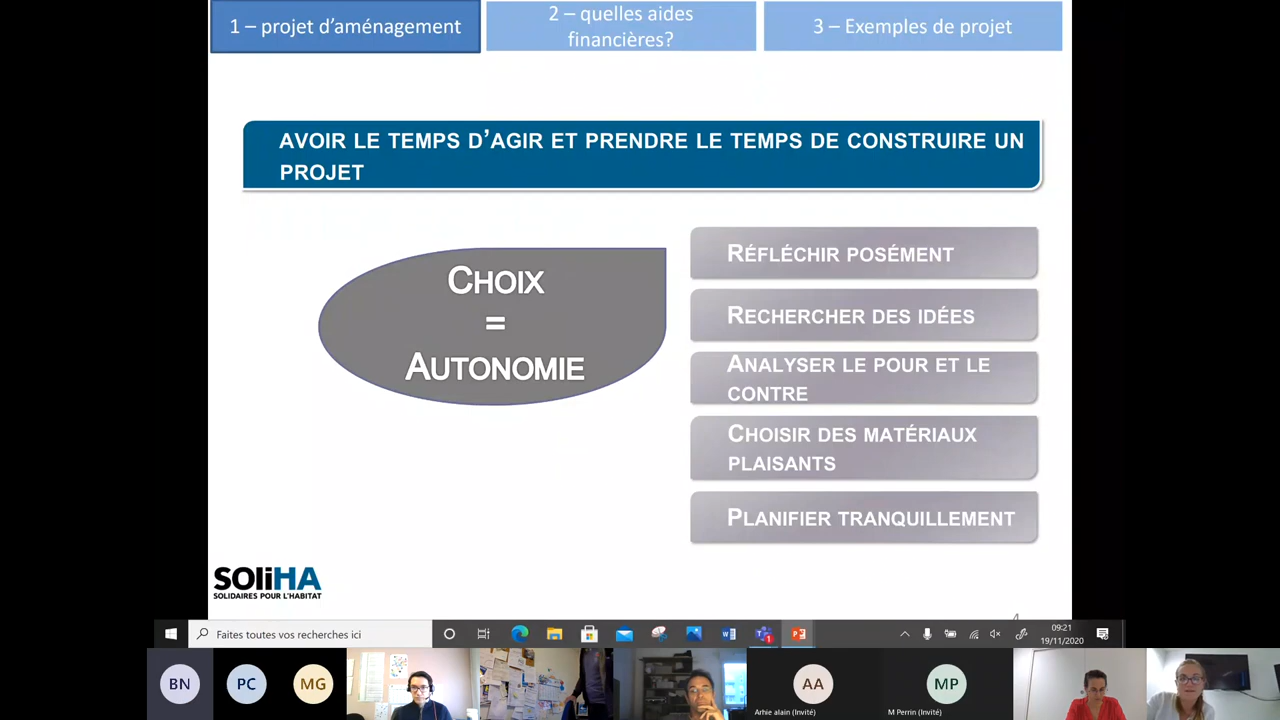 1 – projet d’aménagement
2 – quelles aides
financières?
3 – Exemples de projet
AVOIR LE TEMPS D’AGIR ET PRENDRE LE TEMPS DE CONSTRUIRE UN
PROJET
CHOIX
=
AUTONOMIE
RÉFLÉCHIR POSÉMENT
RECHERCHER DES IDÉES
ANALYSER LE POUR ET LE
CONTRE
CHOISIR DES MATÉRIAUX
PLAISANTS
PLANIFIER TRANQUILLEMENT
SOLiHA
SOLIDAIRES POUR L'HABITAT
Faites toutes vos recherches ici
09:21
19/11/2020
BN
PC
MG
AA
Arhie alain (Invité)
MP
M Perrin (Invité)